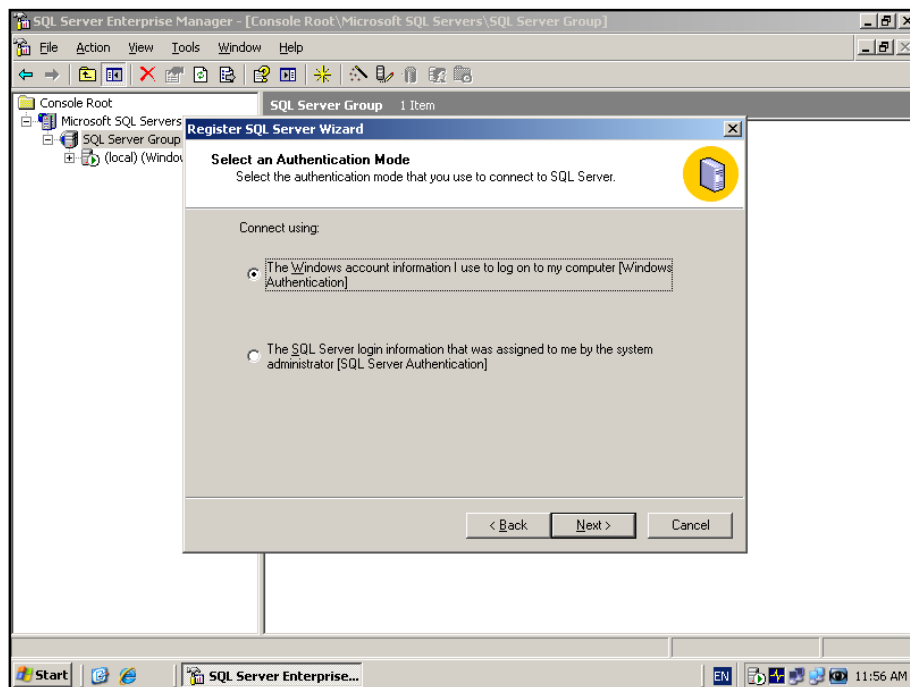 SQL Server Enterprise Manager - [Console Root\Microsoft SQL Servers\SQL Server Group]
File Action View Tools Window Help
Console Root
Microsoft SQL Servers
SQL Server Group
(local) (Window
SQL Server Group 1 Item
Register SQL Server Wizard
Select an Authentication Mode
Select the authentication mode that you use to connect to SQL Server.
Connect using:
The Windows account information I use to log on to my computer [Windows
Authentication]
The SQL Server login information that was assigned to me by the system
administrator [SQL Server Authentication]
< Back Next > Cancel
Start SQL Server Enterprise... EN 11:56 AM